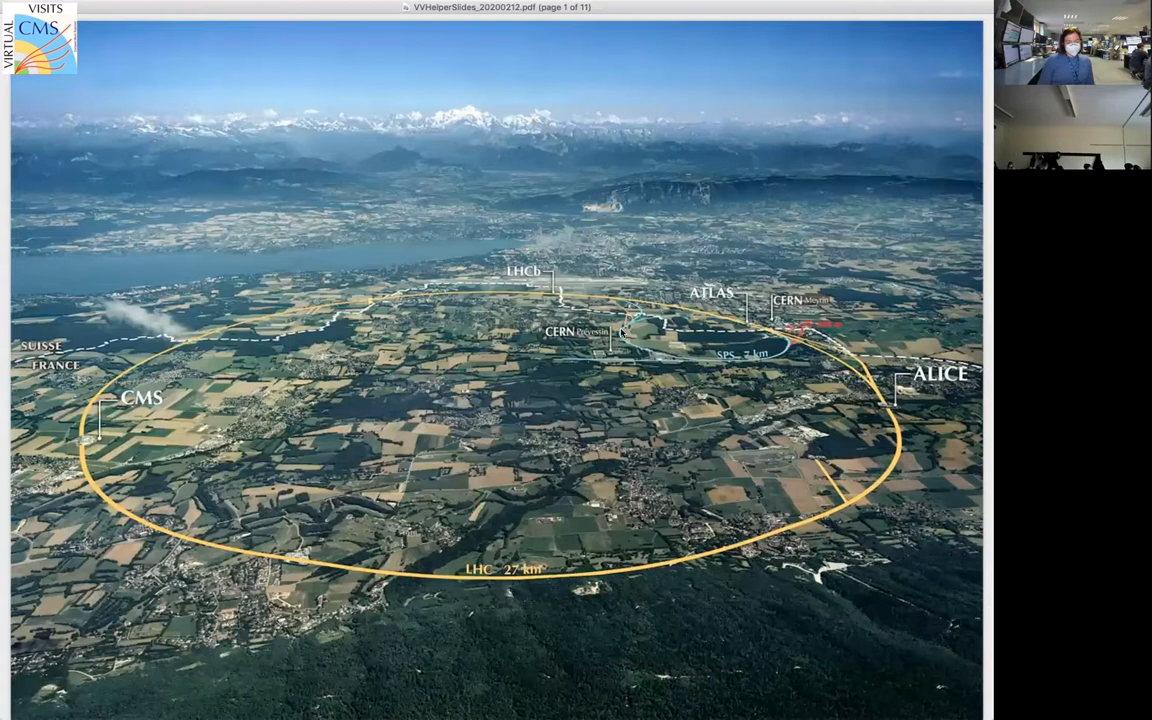 VVHelperSlides_20200212.pdf (page 1 of 11)
VISITS
VIRTUAL
CMS
LHCb
ATLAS
CERN Meyrin
CERN Prévessin
SUISSE
FRANCE
SPS 7 km
ALICE
CMS
LHC 27 km